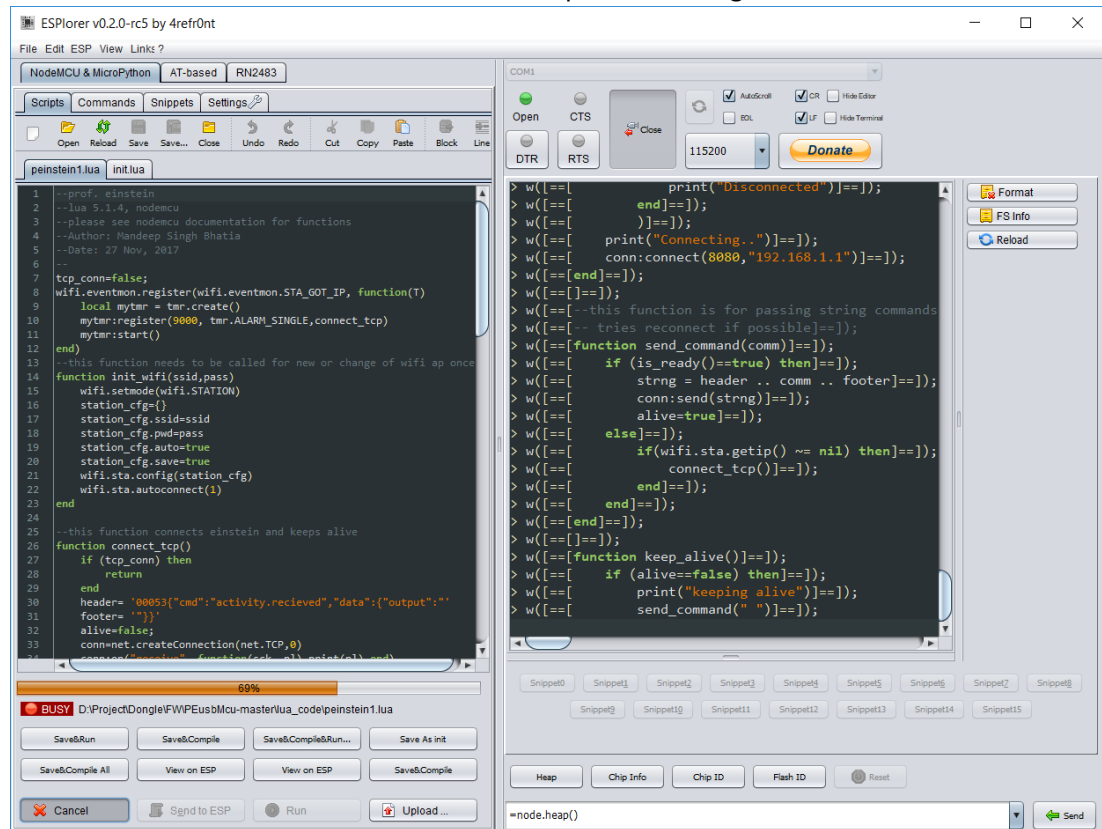 ESPlorer v0.2.0-rc5 by 4refr0nt
File Edit ESP View Links ?
NodeMCU & MicroPython AT-based RN2483
Scripts Commands Snippets Settings
Open Reload Save Save... Close Undo Redo Cut Copy Paste Block Line
peinstein1.lua init.lua
1 --prof. einstein
2 --lua 5.1.4, nodemcu
3 --please see nodemcu documentation for functions
4 --Author: Mandeep Singh Bhatia
5 --Date: 27 Nov, 2017
6 --
7 tcp_conn=false;
8 wifi.eventmon.register(wifi.eventmon.STA_GOT_IP, function(T)
9 local mytmr = tmr.create()
10 mytmr:register(9000, tmr.ALARM_SINGLE,connect_tcp)
11 mytmr:start()
12 end)
13 --this function needs to be called for new or change of wifi ap once
14 function init_wifi(ssid,pass)
15 wifi.setmode(wifi.STATION)
16 station_cfg={}
17 station_cfg.ssid=ssid
18 station_cfg.pwd=pass
19 station_cfg.auto=true
20 station_cfg.save=true
21 wifi.sta.config(station_cfg)
22 wifi.sta.autoconnect(1)
23 end
24
25 --this function connects einstein and keeps alive
26 function connect_tcp()
27 if (tcp_conn) then
28 return
29 end
30 header= '00053{"cmd":"activity.recieved","data":{"output":"'
31 footer= '"}}'
32 alive=false;
33 conn=net.createConnection(net.TCP,0)
69%
BUSY D:\Project\Dongle\FW\PEusbMcu-master\lua_code\peinstein1.lua
Save&Run Save&Compile Save&Compile&Run... Save As init
Save&Compile All View on ESP View on ESP Save&Compile
Cancel Send to ESP Run Upload ...
COM1
Open CTS Close AutoScroll CR Hide Editor
EOL LF Hide Terminal
DTR RTS 115200 Donate
> w([==[ print("Disconnected")]==]);
> w([==[ end]==]);
> w([==[ )]==]);
> w([==[ print("Connecting..")]==]);
> w([==[ conn:connect(8080,"192.168.1.1")]==]);
> w([==[end]==]);
> w([==[]==]);
> w([==[--this function is for passing string commands
> w([==[-- tries reconnect if possible]==]);
> w([==[function send_command(comm)]==]);
> w([==[ if (is_ready()==true) then]==]);
> w([==[ strng = header .. comm .. footer]==]);
> w([==[ conn:send(strng)]==]);
> w([==[ alive=true]==]);
> w([==[ else]==]);
> w([==[ if(wifi.sta.getip() ~= nil) then]==]);
> w([==[ connect_tcp()]==]);
> w([==[ end]==]);
> w([==[ end]==]);
> w([==[end]==]);
> w([==[]==]);
> w([==[function keep_alive()]==]);
> w([==[ if (alive==false) then]==]);
> w([==[ print("keeping alive")]==]);
> w([==[ send_command(" ")]==]);
Format
FS Info
Reload
Snippet0 Snippet1 Snippet2 Snippet3 Snippet4 Snippet5 Snippet6 Snippet7 Snippet8
Snippet9 Snippet10 Snippet11 Snippet12 Snippet13 Snippet14 Snippet15
Heap Chip Info Chip ID Flash ID Reset
=node.heap() Send